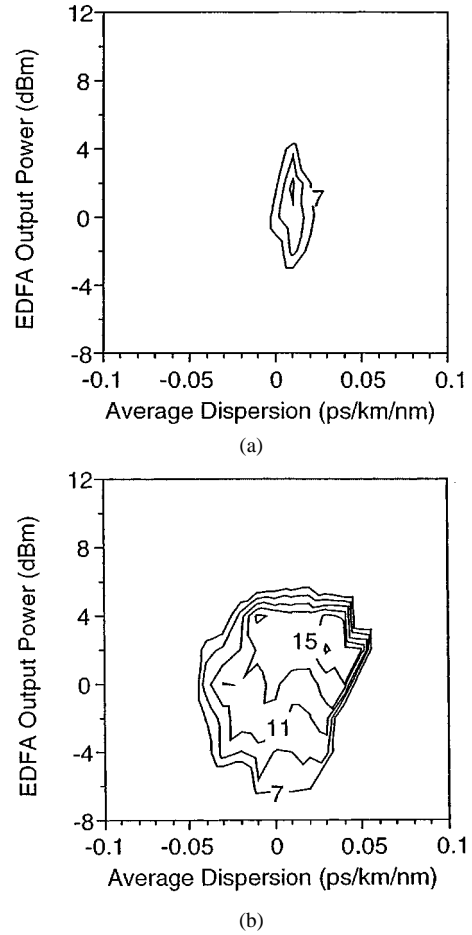 12
8
4
0
-4
-8
EDFA Output Power (dBm)
7
-0.1 -0.05 0 0.05 0.1
Average Dispersion (ps/km/nm)
(a)
12
8
4
0
-4
-8
EDFA Output Power (dBm)
15
11
7
-0.1 -0.05 0 0.05 0.1
Average Dispersion (ps/km/nm)
(b)